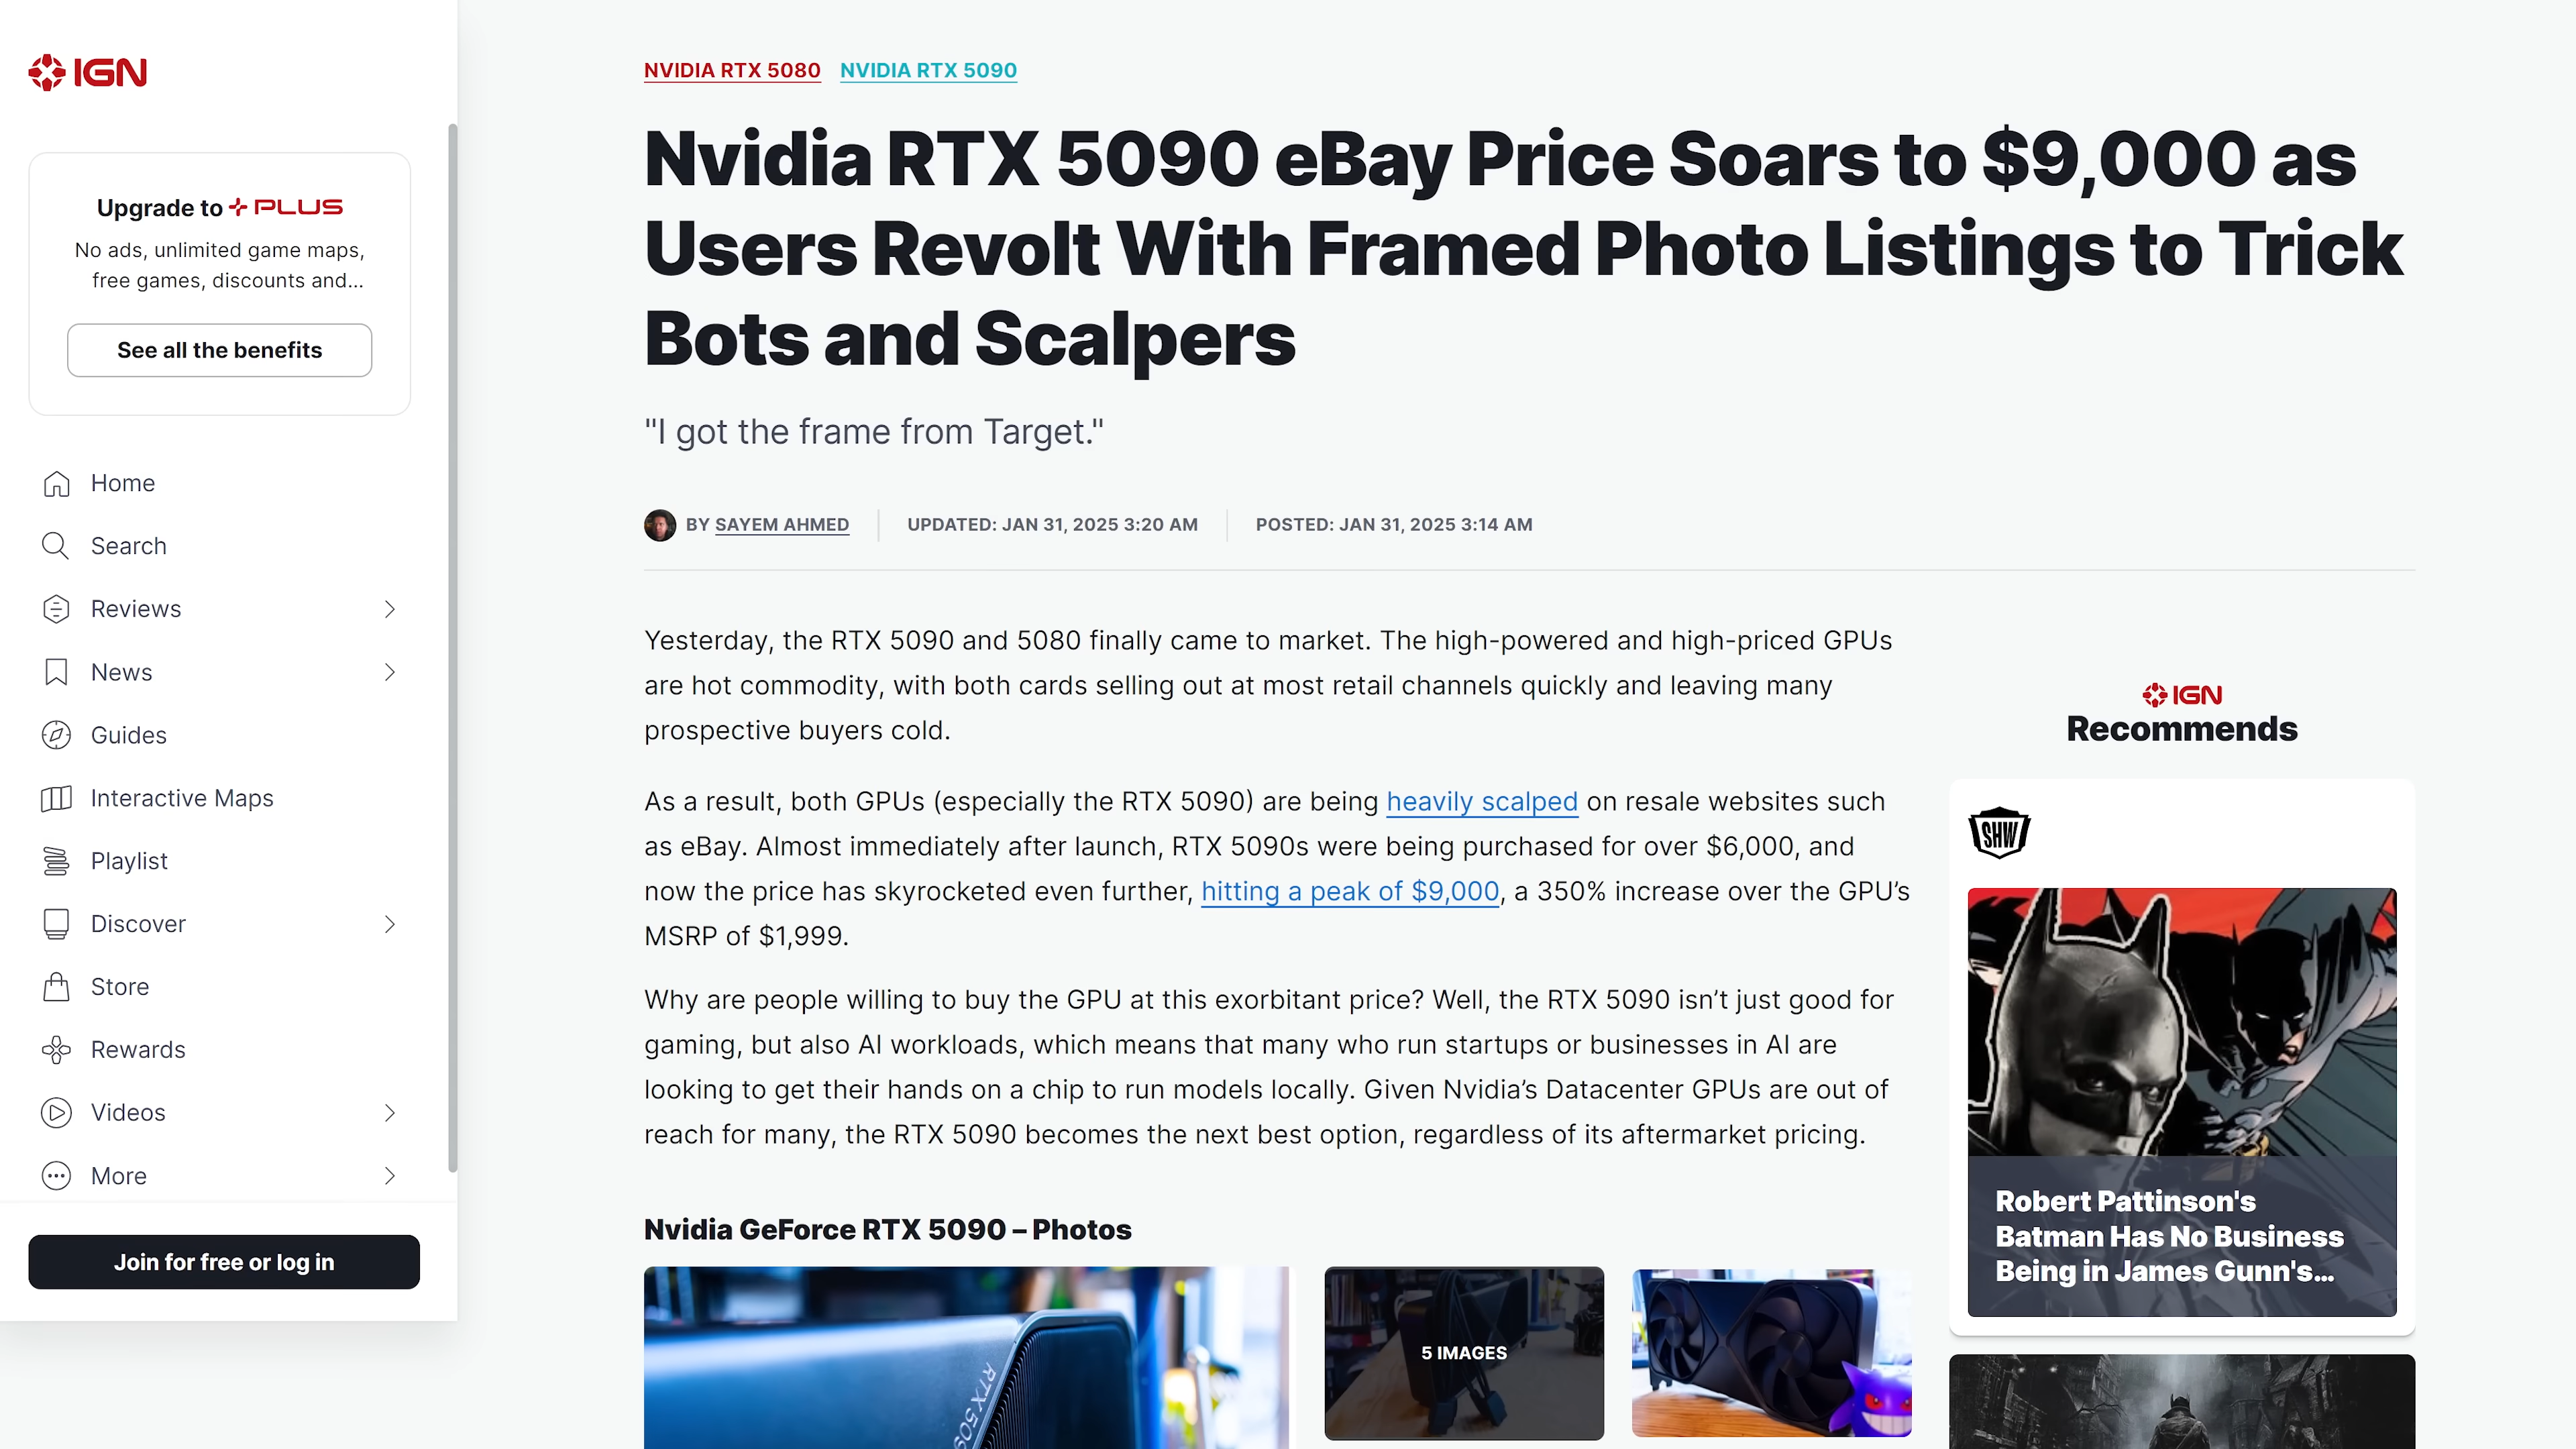 IGN
Upgrade to PLUS
No ads, unlimited game maps,
free games, discounts and...
See all the benefits
Home
Search
Reviews
News
Guides
Interactive Maps
Playlist
Discover
Store
Rewards
Videos
More
Join for free or log in
NVIDIA RTX 5080 NVIDIA RTX 5090
Nvidia RTX 5090 eBay Price Soars to $9,000 as
Users Revolt With Framed Photo Listings to Trick
Bots and Scalpers
"I got the frame from Target."
BY SAYEM AHMED UPDATED: JAN 31, 2025 3:20 AM POSTED: JAN 31, 2025 3:14 AM
Yesterday, the RTX 5090 and 5080 finally came to market. The high-powered and high-priced GPUs
are hot commodity, with both cards selling out at most retail channels quickly and leaving many
prospective buyers cold.
As a result, both GPUs (especially the RTX 5090) are being heavily scalped on resale websites such
as eBay. Almost immediately after launch, RTX 5090s were being purchased for over $6,000, and
now the price has skyrocketed even further, hitting a peak of $9,000, a 350% increase over the GPU’s
MSRP of $1,999.
Why are people willing to buy the GPU at this exorbitant price? Well, the RTX 5090 isn’t just good for
gaming, but also AI workloads, which means that many who run startups or businesses in AI are
looking to get their hands on a chip to run models locally. Given Nvidia’s Datacenter GPUs are out of
reach for many, the RTX 5090 becomes the next best option, regardless of its aftermarket pricing.
Nvidia GeForce RTX 5090 – Photos
RTX 509
5 IMAGES
IGN
Recommends
SHW
Robert Pattinson's
Batman Has No Business
Being in James Gunn's...